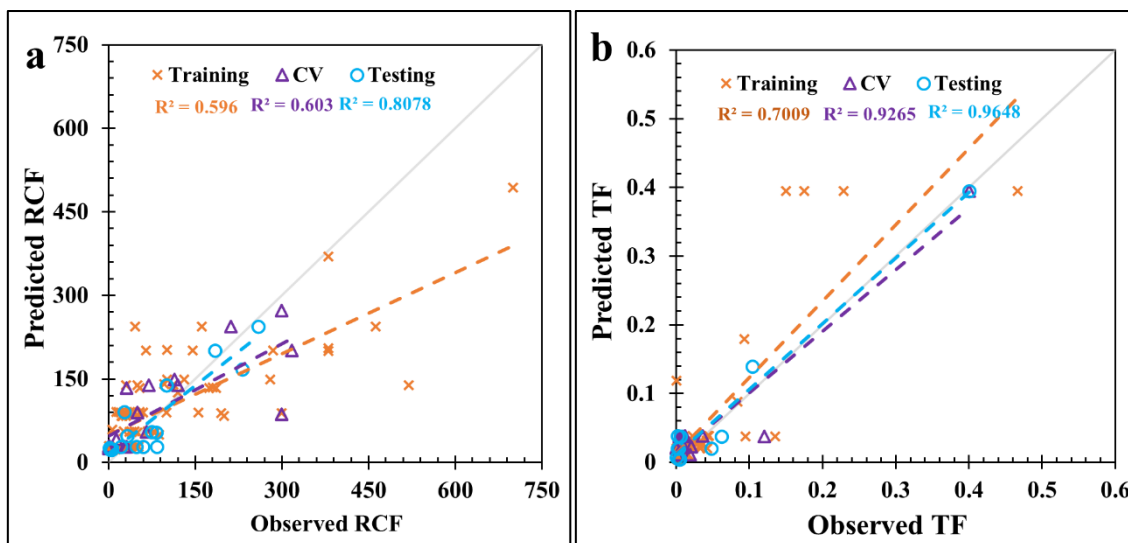 a
Training CV Testing
R² = 0.596 R² = 0.603 R² = 0.8078
Predicted RCF
750
600
450
300
150
0
0 150 300 450 600 750
Observed RCF
b
Training CV Testing
R² = 0.7009 R² = 0.9265 R² = 0.9648
Predicted TF
0.6
0.5
0.4
0.3
0.2
0.1
0
0 0.1 0.2 0.3 0.4 0.5 0.6
Observed TF